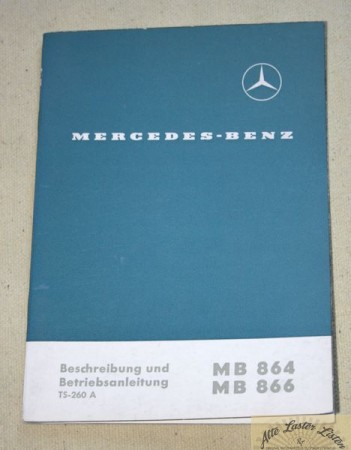 MERCEDES-BENZ
Beschreibung und
Betriebsanleitung
TS-260 A
MB 864
MB 866
Alte Laster Listen